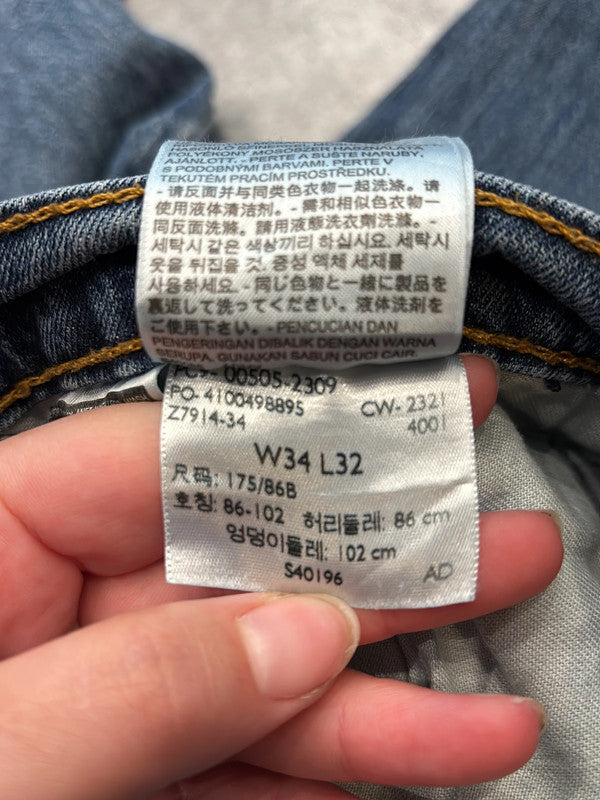 POLYÉKONY MOSÓSZER HASZNÁLATA
AJÁNLOTT. - PERTE A SUŠTE NARUBY,
S PODOBNÝMI BARVAMI. PERTE V
TEKUTÉM PRACÍM PROSTŘEDKU.
- 请反面并与同类色衣物一起洗涤。请
使用液体清洁剂。- 需和相似色衣物一
同反面洗滌。請用液態洗衣劑洗滌。
세탁시 같은 색상끼리 하십시요. 세탁시
옷을 뒤집을 것. 중성 액체 세제를
사용하세요. - 同じ色物と一緒に製品を
裏返して洗ってください。液体洗剤をご
使用下さい。- PENCUCIAN DAN
PENGERINGAN DIBALIK DENGAN WARNA
SERUPA. GUNAKAN SABUN CUCI CAIR.
00505-2309
PO- 4100498895 CW- 2321
Z7914-34 4001
W34 L32
尺码: 175/86B
호칭: 86-102 허리둘레: 86 cm
엉덩이둘레: 102 cm
S40196 AD